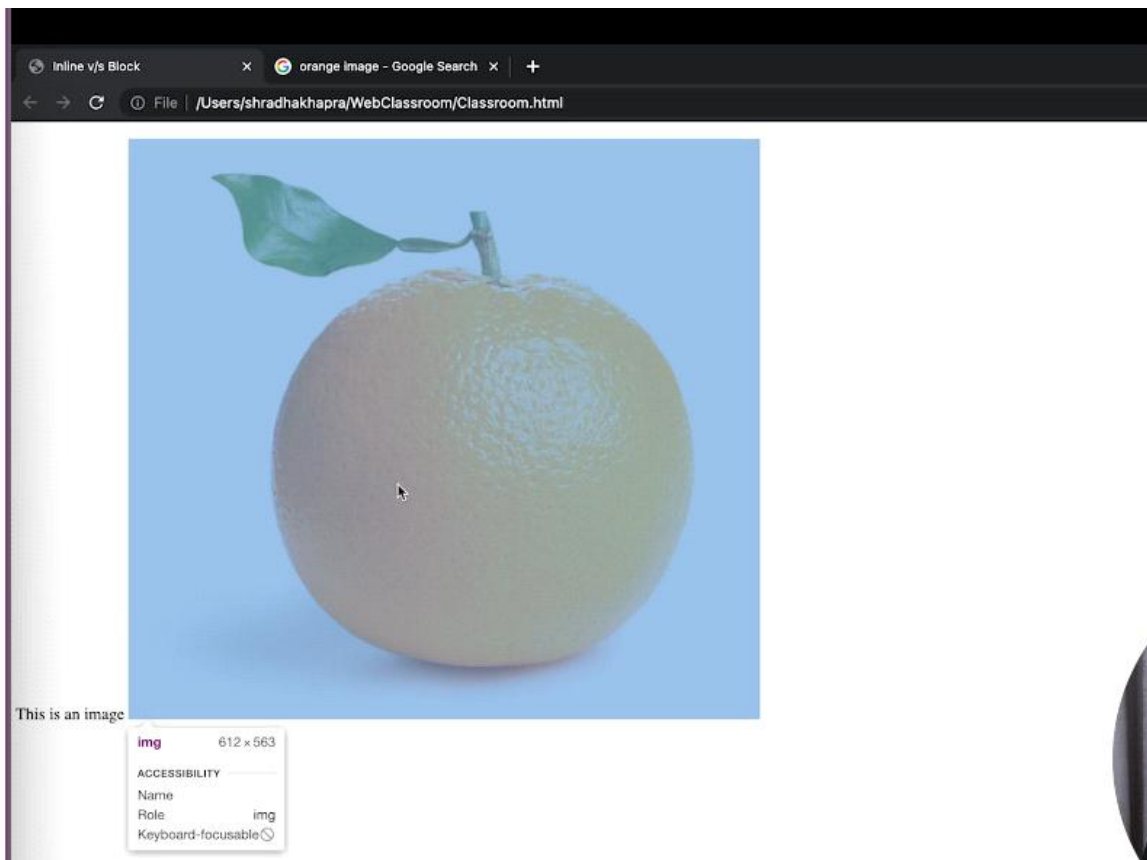 Inline v/s Block
orange image - Google Search
File | /Users/shradhakhapra/WebClassroom/Classroom.html
This is an image
img 612 × 563
ACCESSIBILITY
Name
Role img
Keyboard-focusable